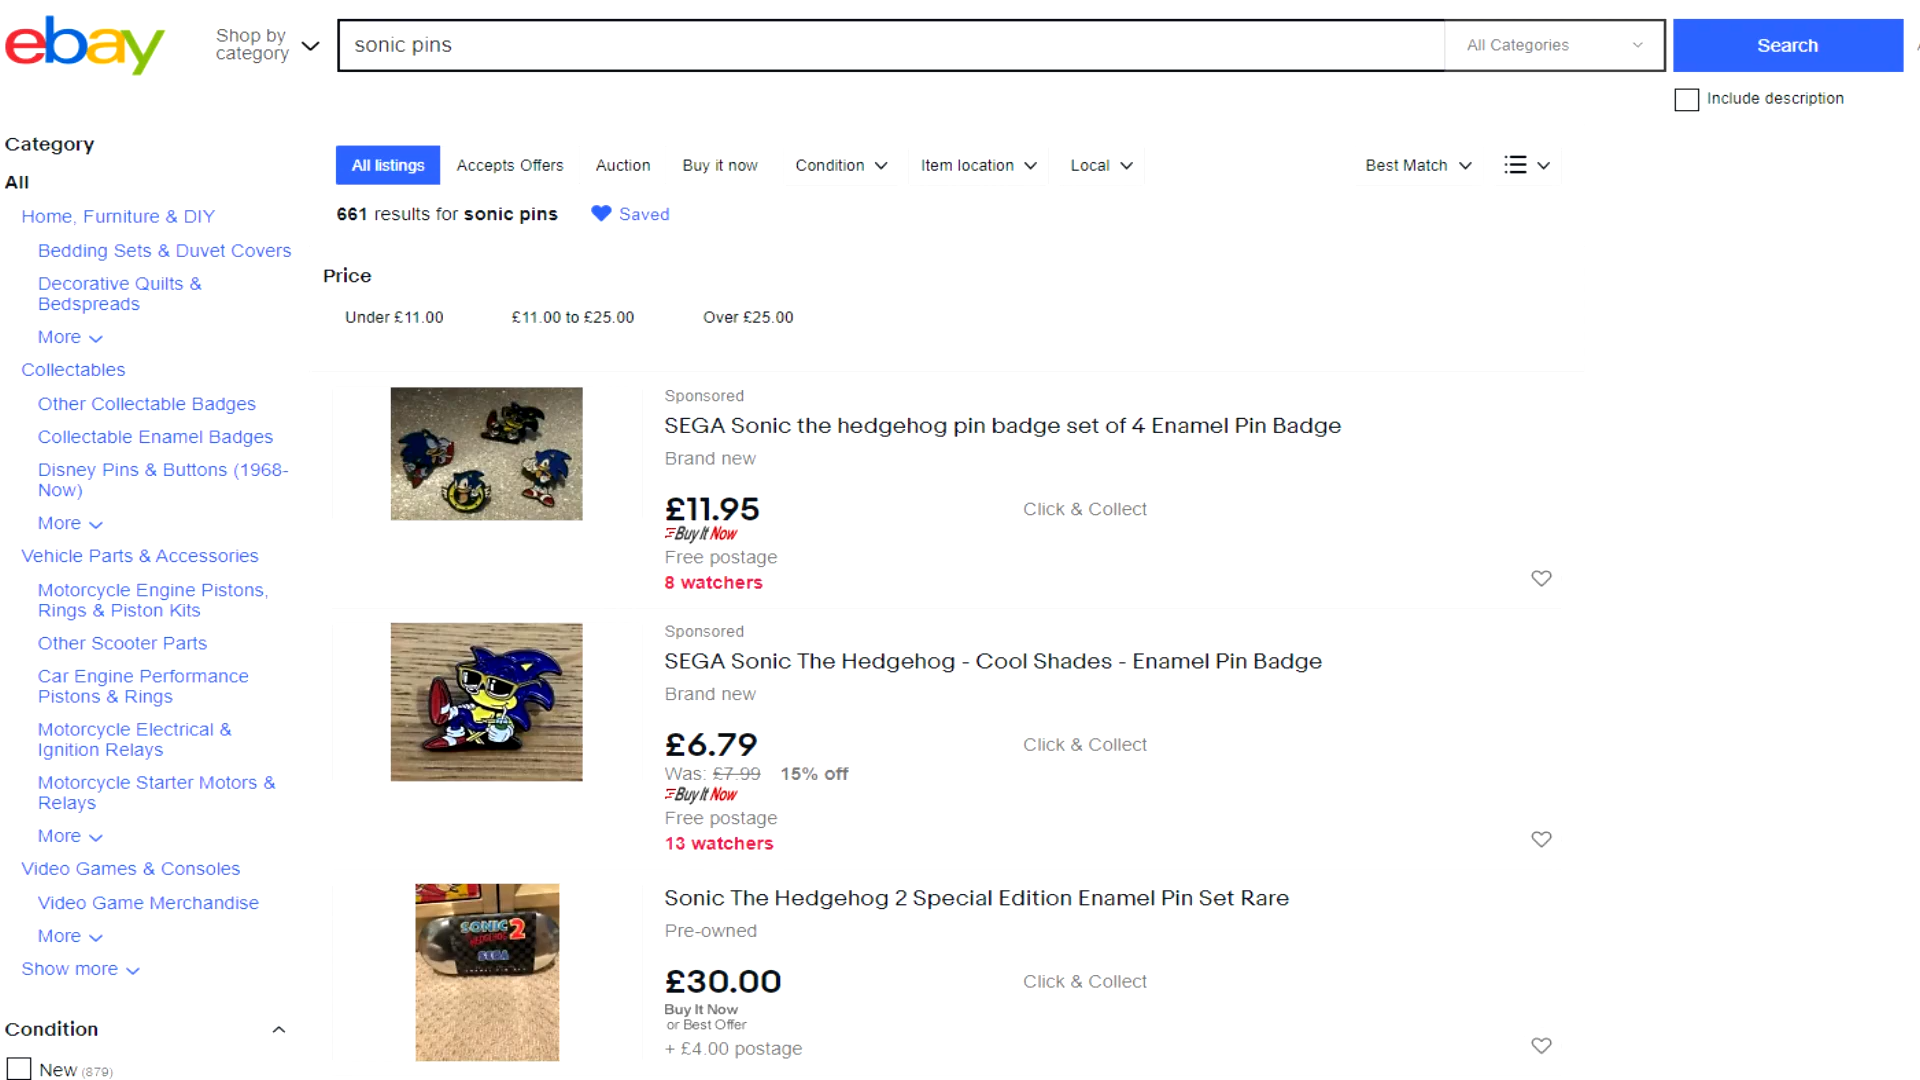 ebay
Shop by category
sonic pins
All Categories
Search
Include description
Category
All
Home, Furniture & DIY
Bedding Sets & Duvet Covers
Decorative Quilts &
Bedspreads
More
Collectables
Other Collectable Badges
Collectable Enamel Badges
Disney Pins & Buttons (1968-
Now)
More
Vehicle Parts & Accessories
Motorcycle Engine Pistons,
Rings & Piston Kits
Other Scooter Parts
Car Engine Performance
Pistons & Rings
Motorcycle Electrical &
Ignition Relays
Motorcycle Starter Motors &
Relays
More
Video Games & Consoles
Video Game Merchandise
More
Show more
Condition
New (879)
All listings Accepts Offers Auction Buy it now Condition Item location Local Best Match
661 results for sonic pins Saved
Price
Under £11.00 £11.00 to £25.00 Over £25.00
Sponsored
SEGA Sonic the hedgehog pin badge set of 4 Enamel Pin Badge
Brand new
£11.95 Click & Collect
Buy It Now
Free postage
8 watchers
Sponsored
SEGA Sonic The Hedgehog - Cool Shades - Enamel Pin Badge
Brand new
£6.79 Click & Collect
Was: £7.99 15% off
Buy It Now
Free postage
13 watchers
SONIC 2
SEGA
Sonic The Hedgehog 2 Special Edition Enamel Pin Set Rare
Pre-owned
£30.00 Click & Collect
Buy It Now
or Best Offer
+ £4.00 postage